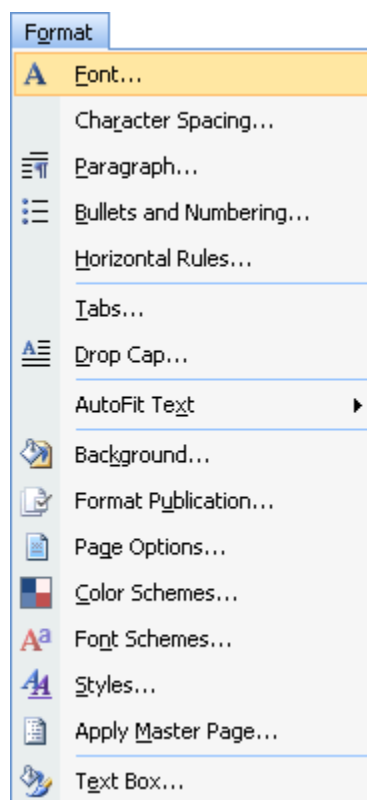 Format
Font...
Character Spacing...
Paragraph...
Bullets and Numbering...
Horizontal Rules...
Tabs...
Drop Cap...
AutoFit Text
Background...
Format Publication...
Page Options...
Color Schemes...
Font Schemes...
Styles...
Apply Master Page...
Text Box...